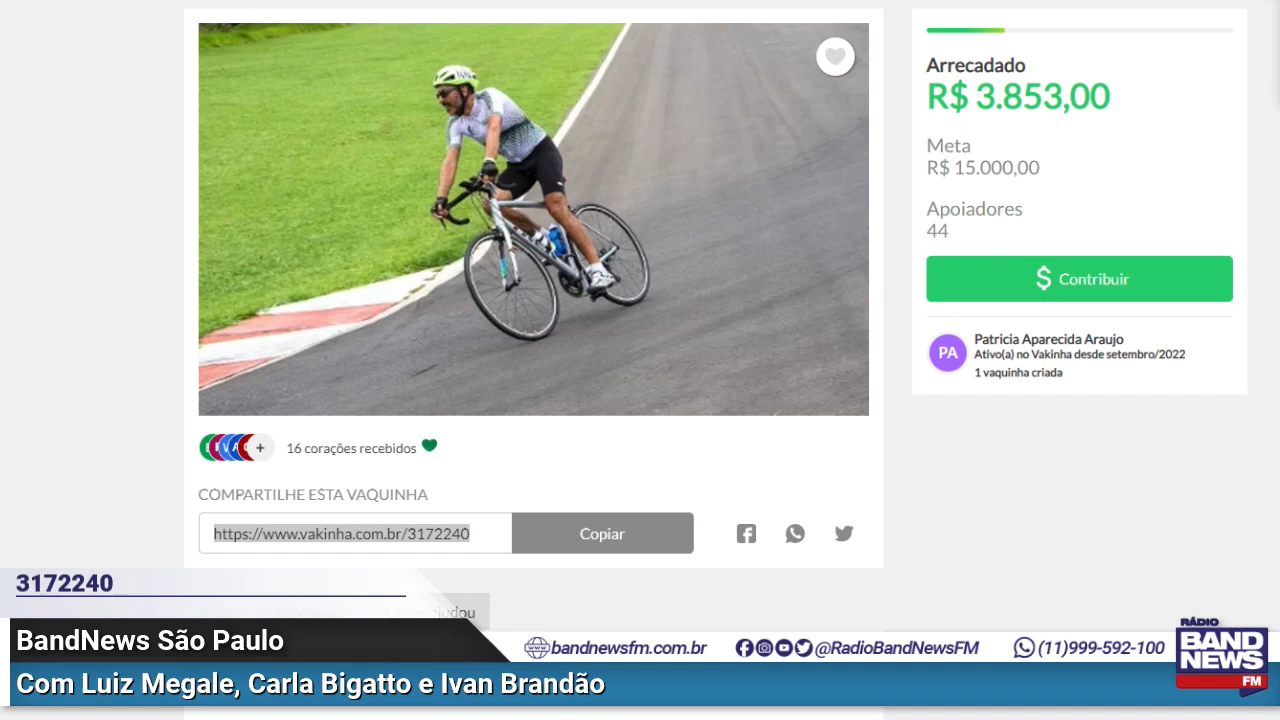 Arrecadado
R$ 3.853,00
Meta
R$ 15.000,00
Apoiadores
44
Contribuir
PA
Patricia Aparecida Araujo
Ativo(a) no Vakinha desde setembro/2022
1 vaquinha criada
16 corações recebidos
COMPARTILHE ESTA VAQUINHA
https://www.vakinha.com.br/3172240
Copiar
3172240
BandNews São Paulo
bandnewsfm.com.br
@RadioBandNewsFM
(11)999-592-100
Com Luiz Megale, Carla Bigatto e Ivan Brandão
RÁDIO
BAND
NEWS
FM